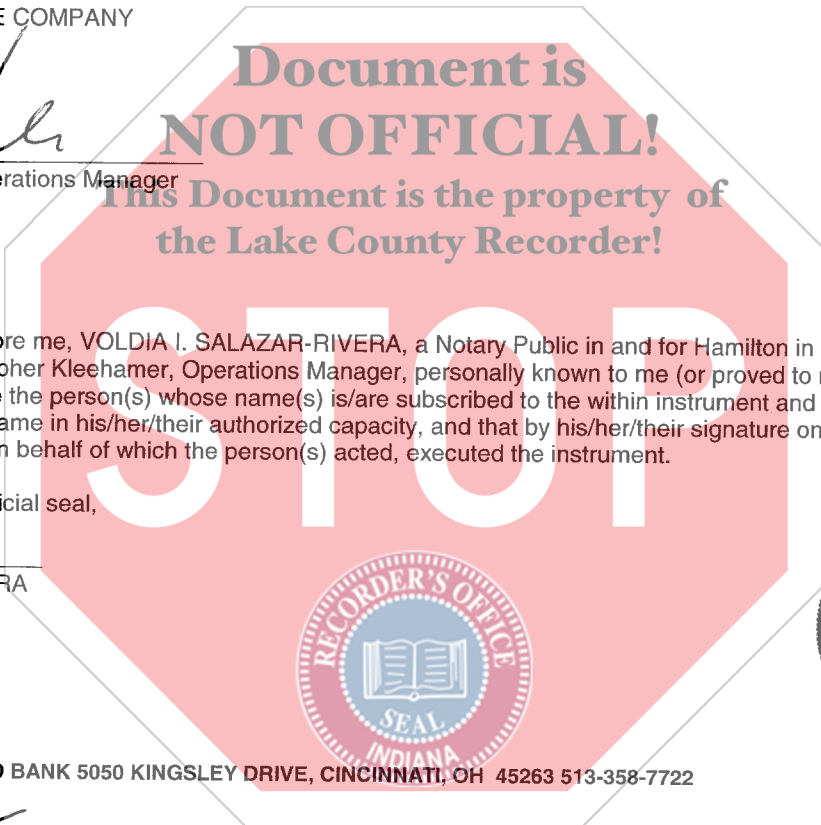 E COMPANY
Document is
NOT OFFICIAL!
erations Manager
This Document is the property of
the Lake County Recorder!
STOP
ore me, VOLDIA I. SALAZAR-RIVERA, a Notary Public in and for Hamilton in
pher Kleehamer, Operations Manager, personally known to me (or proved to
e the person(s) whose name(s) is/are subscribed to the within instrument and
ame in his/her/their authorized capacity, and that by his/her/their signature on
n behalf of which the person(s) acted, executed the instrument.
icial seal,
RA
RECORDER'S OFFICE
SEAL
INDIANA
BANK 5050 KINGSLEY DRIVE, CINCINNATI, OH 45263 513-358-7722